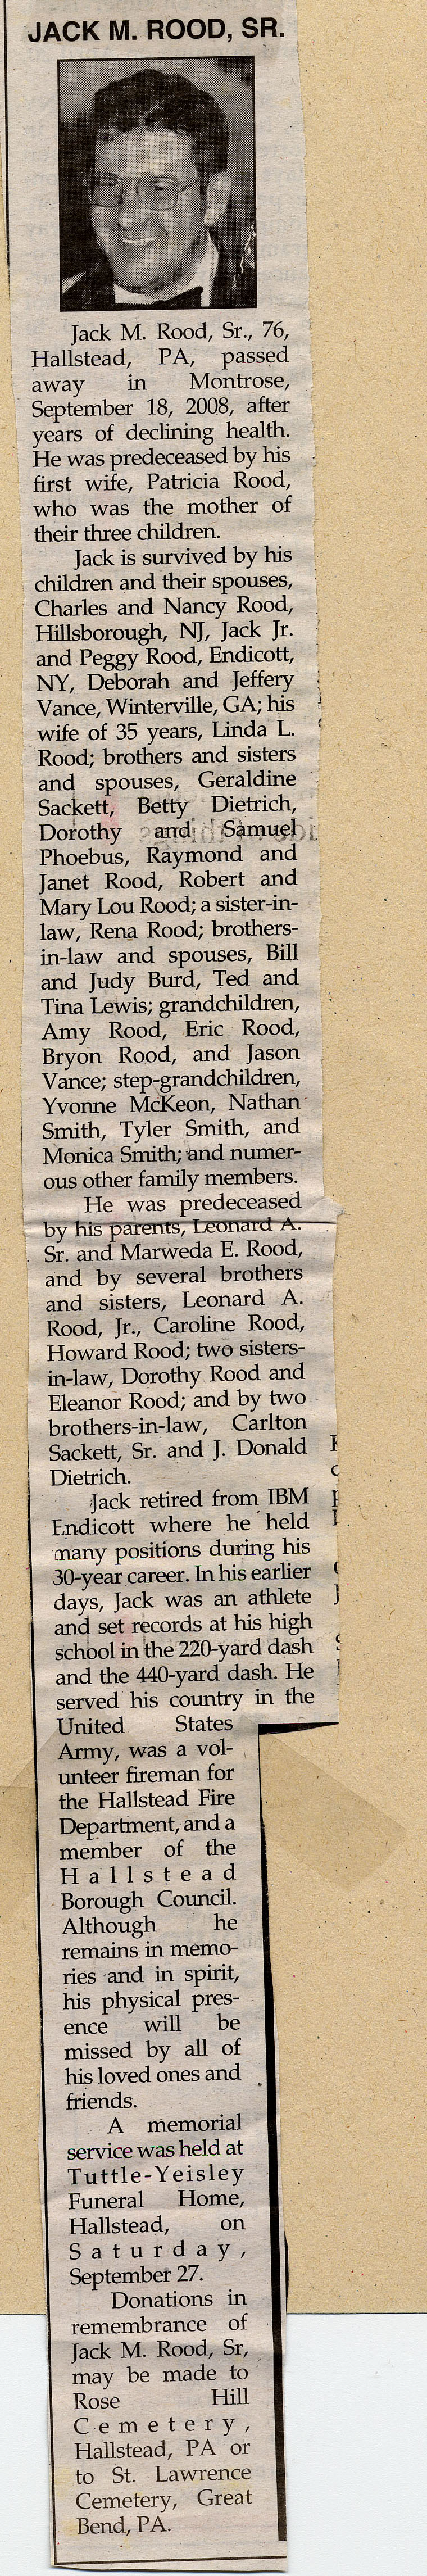 JACK M. ROOD, SR.
Jack M. Rood, Sr., 76,
Hallstead, PA, passed
away in Montrose,
September 18, 2008, after
years of declining health.
He was predeceased by his
first wife, Patricia Rood,
who was the mother of
their three children.
Jack is survived by his
children and their spouses,
Charles and Nancy Rood,
Hillsborough, NJ, Jack Jr.
and Peggy Rood, Endicott,
NY, Deborah and Jeffery
Vance, Winterville, GA; his
wife of 35 years, Linda L.
Rood; brothers and sisters
and spouses, Geraldine
Sackett, Betty Dietrich,
Dorothy and Samuel
Phoebus, Raymond and
Janet Rood, Robert and
Mary Lou Rood; a sister-in-
law, Rena Rood; brothers-
in-law and spouses, Bill
and Judy Burd, Ted and
Tina Lewis; grandchildren,
Amy Rood, Eric Rood,
Bryon Rood, and Jason
Vance; step-grandchildren,
Yvonne McKeon, Nathan
Smith, Tyler Smith, and
Monica Smith; and numer-
ous other family members.
He was predeceased
by his parents, Leonard A.
Sr. and Marweda E. Rood,
and by several brothers
and sisters, Leonard A.
Rood, Jr., Caroline Rood,
Howard Rood; two sisters-
in-law, Dorothy Rood and
Eleanor Rood; and by two
brothers-in-law, Carlton
Sackett, Sr. and J. Donald
Dietrich.
Jack retired from IBM
Endicott where he held
many positions during his
30-year career. In his earlier
days, Jack was an athlete
and set records at his high
school in the 220-yard dash
and the 440-yard dash. He
served his country in the
United States
Army, was a vol-
unteer fireman for
the Hallstead Fire
Department, and a
member of the
Hallstead
Borough Council.
Although he
remains in memo-
ries and in spirit,
his physical pres-
ence will be
missed by all of
his loved ones and
friends.
A memorial
service was held at
Tuttle-Yeisley
Funeral Home,
Hallstead, on
Saturday,
September 27.
Donations in
remembrance of
Jack M. Rood, Sr,
may be made to
Rose Hill
Cemetery,
Hallstead, PA or
to St. Lawrence
Cemetery, Great
Bend, PA.